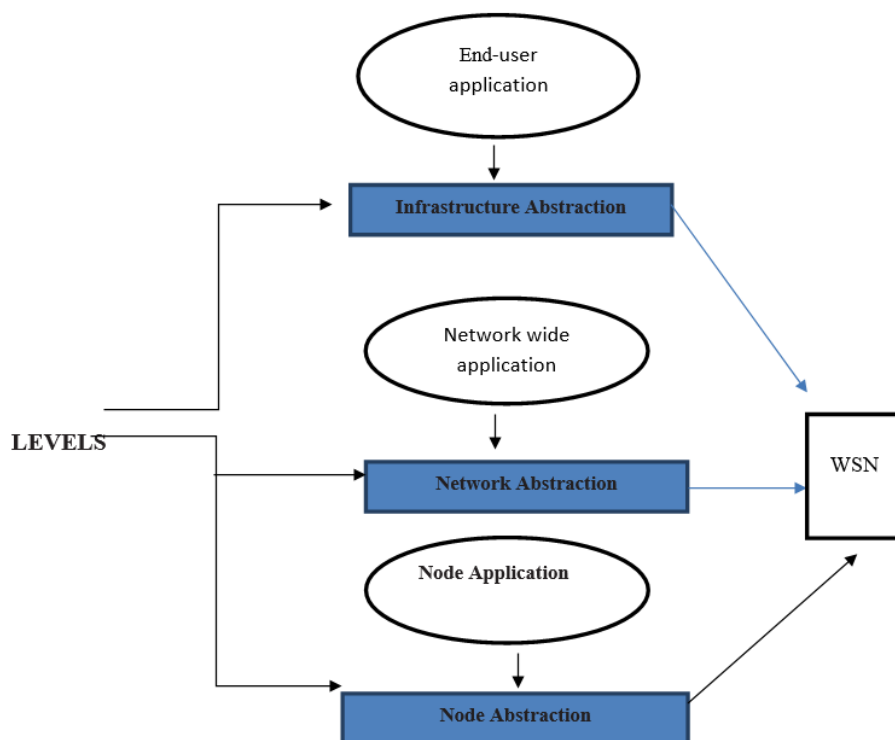 End-user
application
Infrastructure Abstraction
Network wide
application
LEVELS
WSN
Network Abstraction
Node Application
Node Abstraction